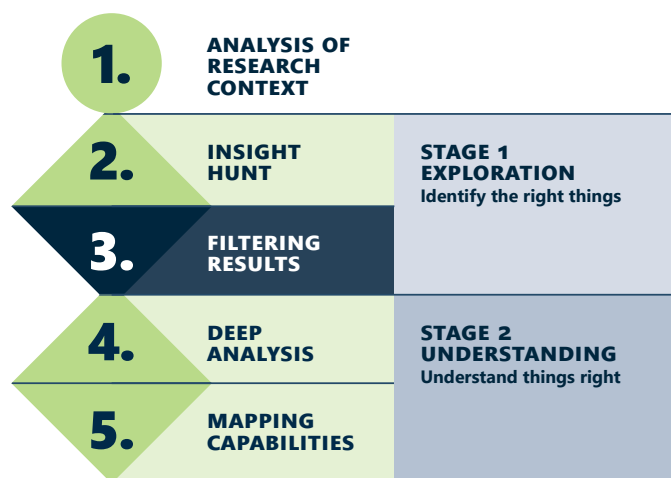 1.
ANALYSIS OF
RESEARCH
CONTEXT
2.
INSIGHT
HUNT
STAGE 1
EXPLORATION
Identify the right things
3.
FILTERING
RESULTS
4.
DEEP
ANALYSIS
STAGE 2
UNDERSTANDING
Understand things right
5.
MAPPING
CAPABILITIES